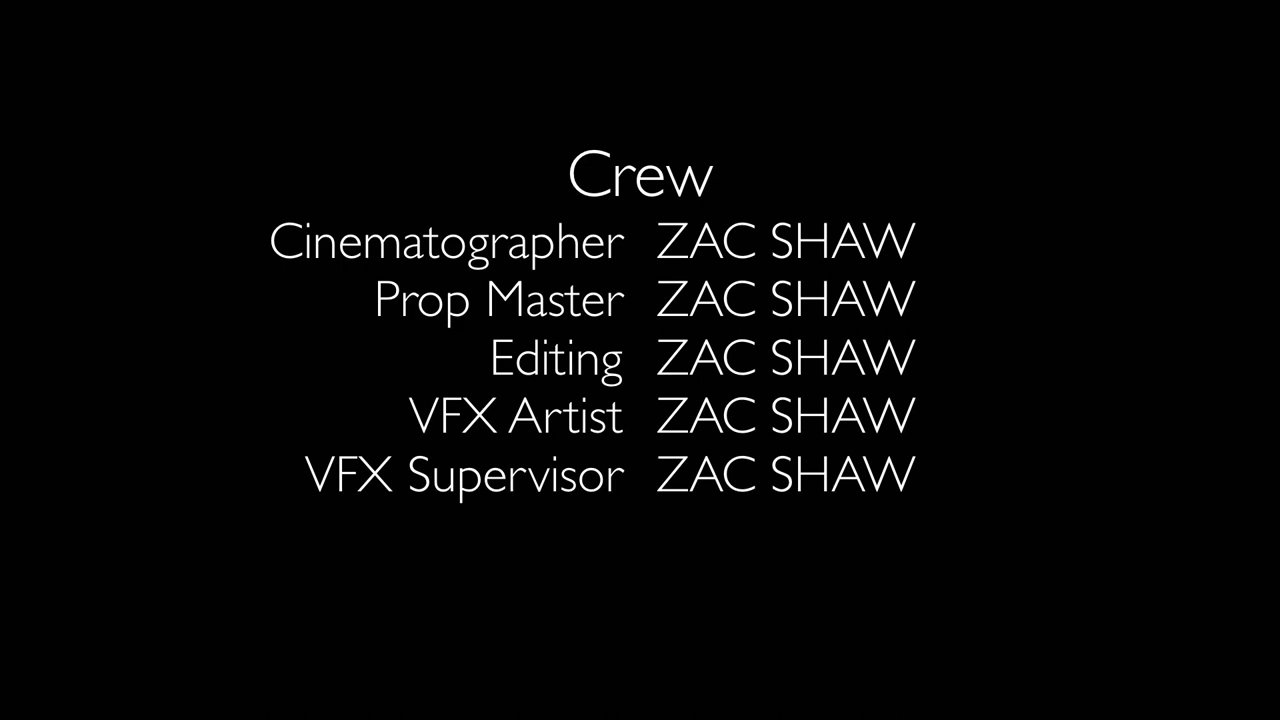 Crew
Cinematographer ZAC SHAW
Prop Master ZAC SHAW
Editing ZAC SHAW
VFX Artist ZAC SHAW
VFX Supervisor ZAC SHAW